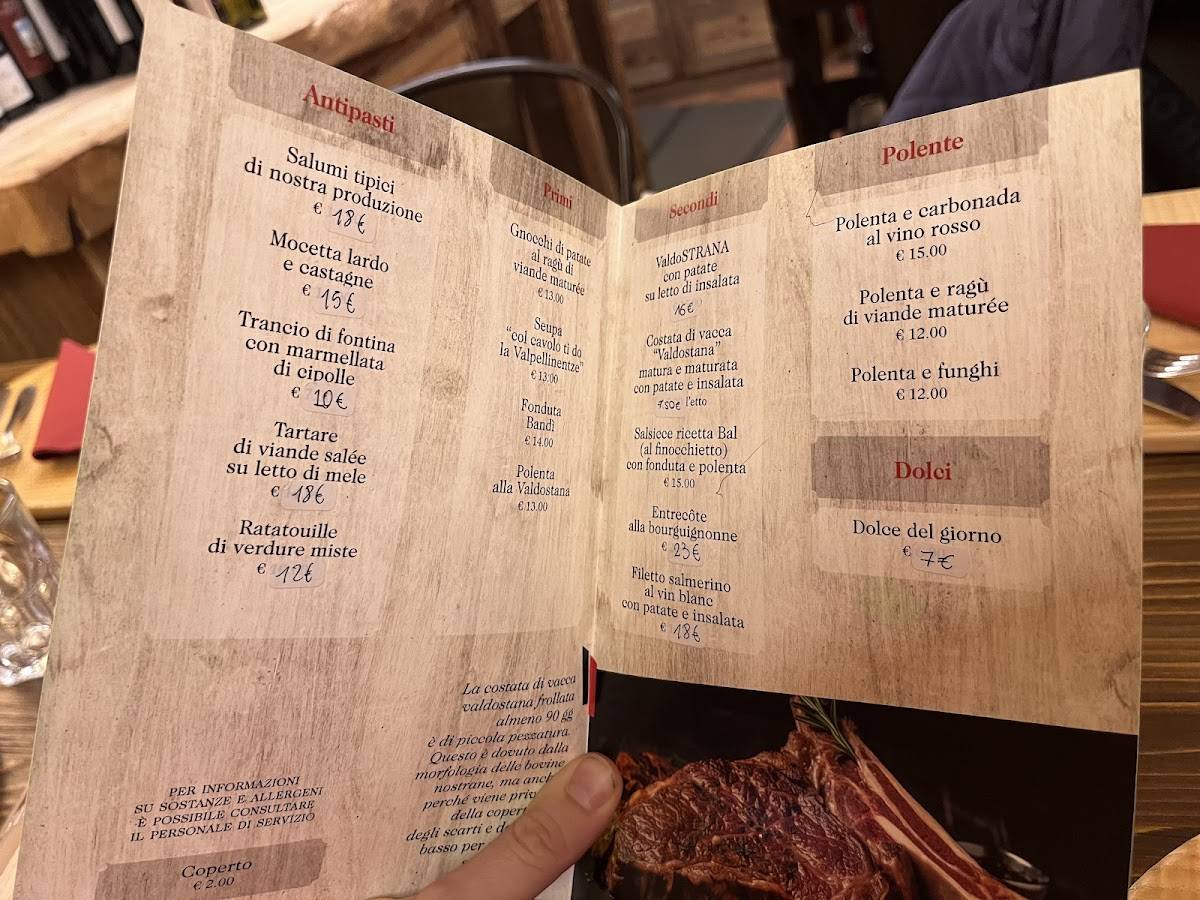 Antipasti
Salumi tipici
di nostra produzione
€ 18€
Mocetta lardo
e castagne
€ 15€
Trancio di fontina
con marmellata
di cipolle
€ 10€
Tartare
di viande salée
su letto di mele
€ 18€
Ratatouille
di verdure miste
€ 12€
PER INFORMAZIONI
SU SOSTANZE E ALLERGENI
È POSSIBILE CONSULTARE
IL PERSONALE DI SERVIZIO
Coperto
€ 2.00
Primi
Gnocchi di patate
al ragù di
viande maturée
€ 13.00
Seupa
“col cavolo ti do
la Valpellinentze”
€ 13.00
Fonduta
Bandì
€ 14.00
Polenta
alla Valdostana
€ 13.00
La costata di vacca
valdostana frollata
almeno 90 gg
è di piccola pezzatura.
Questo è dovuto dalla
morfologia delle bovine
nostrane, ma
perché viene
della
degli scarti e
basso per
Secondi
ValdoSTRANA
con patate
su letto di insalata
16€
Costata di vacca
“Valdostana”
matura e maturata
con patate e insalata
7.50€ l'etto
Salsicce ricetta Bal
(al finocchietto)
con fonduta e polenta
€ 15.00
Entrecôte
alla bourguignonne
€ 23€
Filetto salmerino
al vin blanc
con patate e insalata
€ 18€
Polente
Polenta e carbonada
al vino rosso
€ 15.00
Polenta e ragù
di viande maturée
€ 12.00
Polenta e funghi
€ 12.00
Dolci
Dolce del giorno
€ 7€